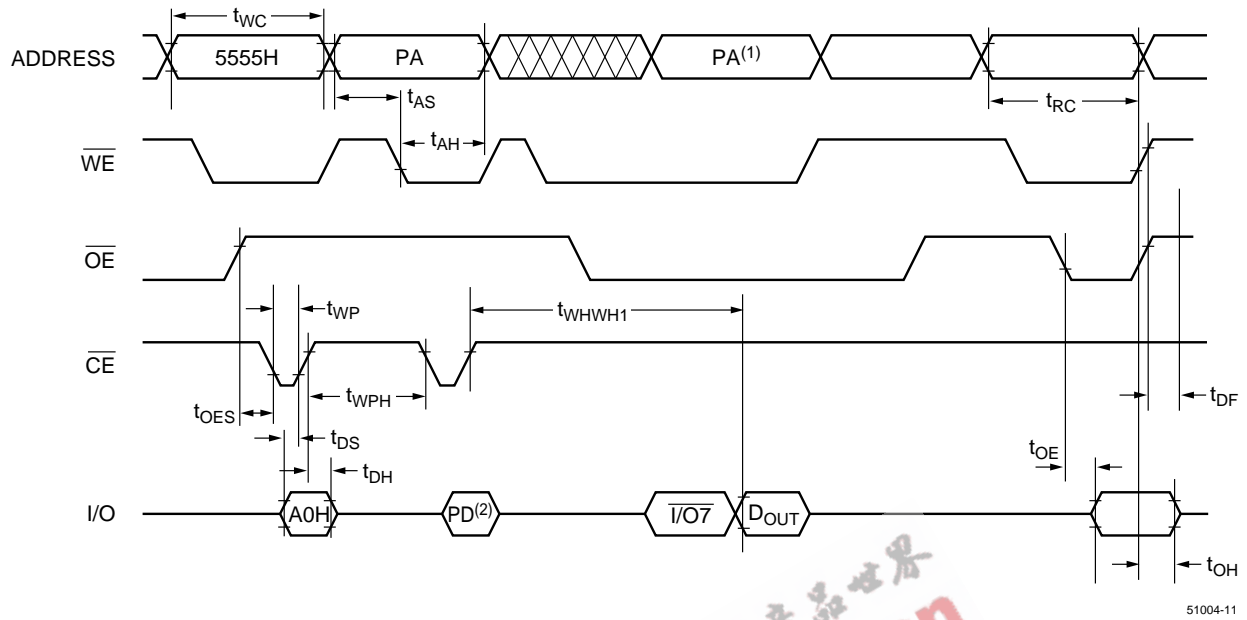 tWC
ADDRESS
5555H
PA
PA(1)
tAS
tRC
tAH
WE
OE
tWP
tWHWH1
CE
tWPH
tOES
tDF
tDS
tOE
tDH
I/O
A0H
PD(2)
I/O7
DOUT
tOH
51004-11